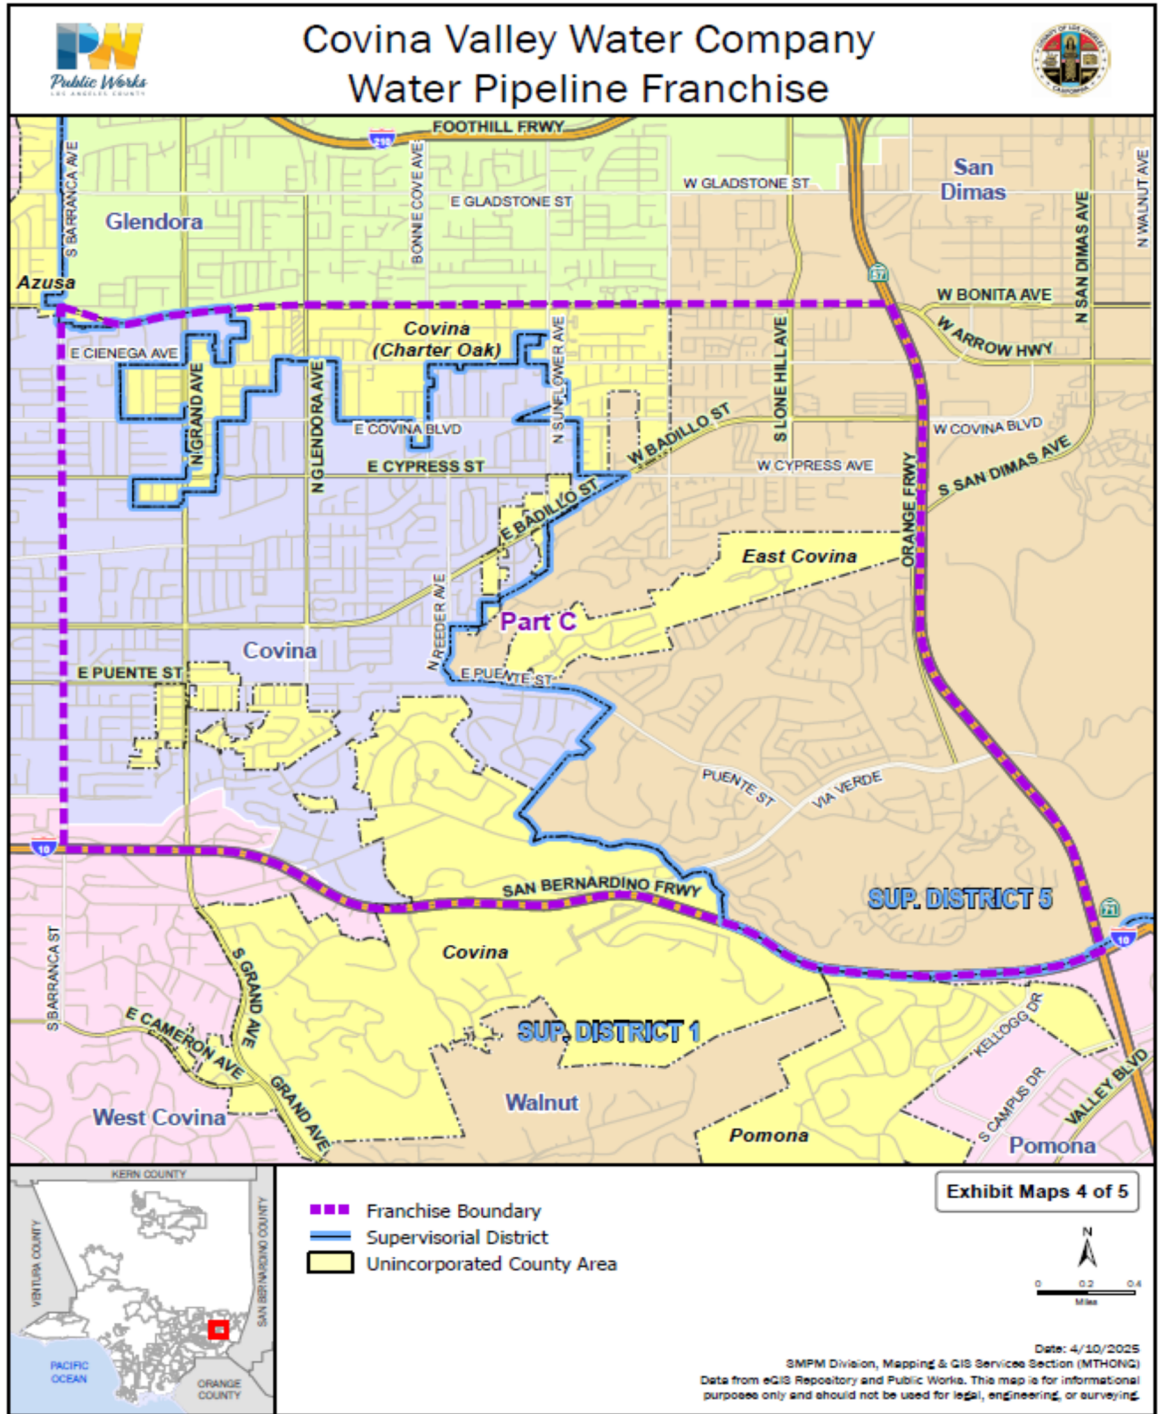 PW
Public Works
LOS ANGELES COUNTY
Covina Valley Water Company
Water Pipeline Franchise
COUNTY OF LOS ANGELES
CALIFORNIA
FOOTHILL FRWY
210
S BARRANCA AVE
BONNIE COVE AVE
W GLADSTONE ST
E GLADSTONE ST
San
Dimas
N WALNUT AVE
N SAN DIMAS AVE
Glendora
57
Azusa
W BONITA AVE
W ARROW HWY
Covina
(Charter Oak)
E CIENEGA AVE
N GRAND AVE
N GLENDORA AVE
N SUNFLOWER AVE
S LONE HILL AVE
E COVINA BLVD
W BADILLO ST
W COVINA BLVD
E CYPRESS ST
W CYPRESS AVE
S SAN DIMAS AVE
ORANGE FRWY
E BADILLO ST
East Covina
N REEDER AVE
Part C
Covina
E PUENTE ST
E PUENTE ST
PUENTE ST
VIA VERDE
10
SAN BERNARDINO FRWY
SUP. DISTRICT 5
71
10
S BARRANCA ST
S GRAND AVE
Covina
E CAMERON AVE
SUP. DISTRICT 1
KELLOGG DR
GRAND AVE
West Covina
Walnut
S CAMPUS DR
VALLEY BLVD
Pomona
Pomona
KERN COUNTY
VENTURA COUNTY
SAN BERNARDINO COUNTY
PACIFIC
OCEAN
ORANGE
COUNTY
Franchise Boundary
Supervisorial District
Unincorporated County Area
Exhibit Maps 4 of 5
N
0 0.2 0.4
Miles
Date: 4/10/2025
SMPM Division, Mapping & GIS Services Section (MTHONG)
Data from eGIS Repository and Public Works. This map is for informational
purposes only and should not be used for legal, engineering, or surveying.